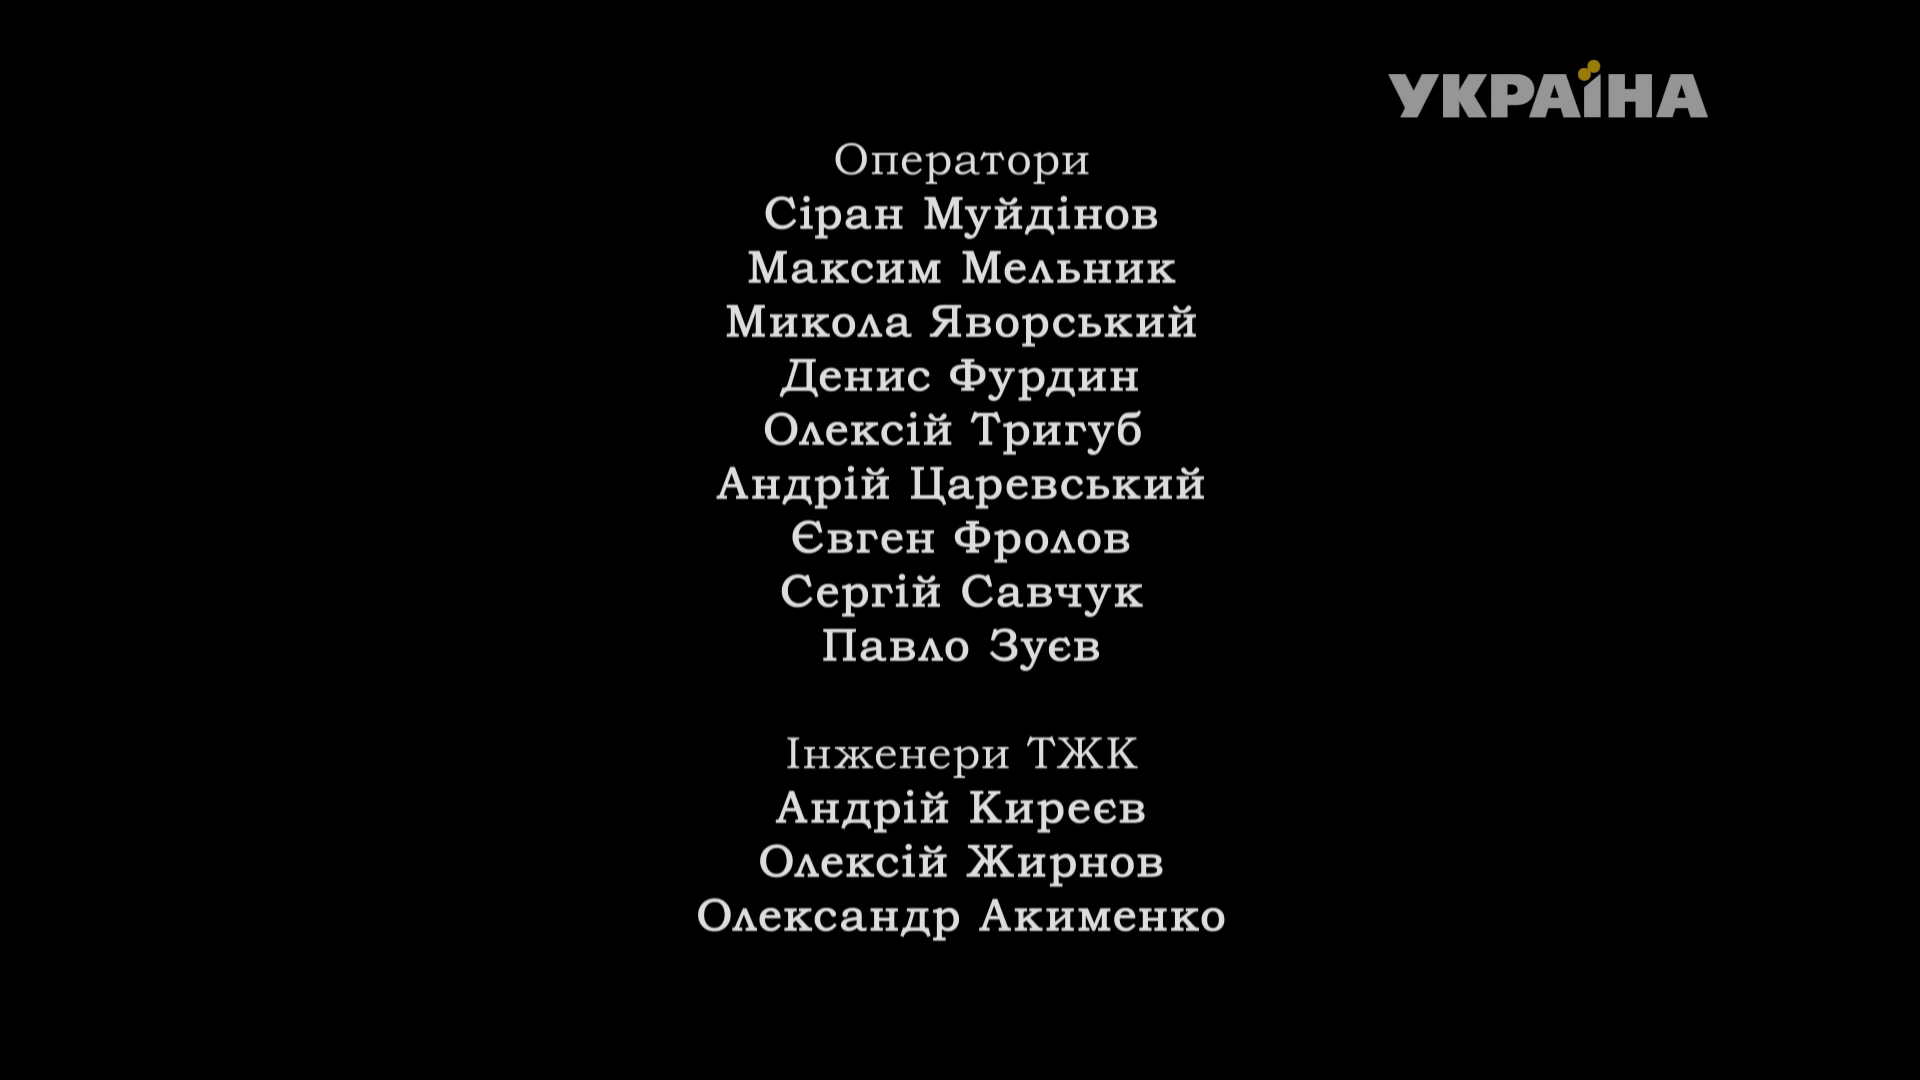 УКРАЇНА
Оператори
Сіран Муйдінов
Максим Мельник
Микола Яворський
Денис Фурдин
Олексій Тригуб
Андрій Царевський
Євген Фролов
Сергій Савчук
Павло Зуєв
Інженери ТЖК
Андрій Киреєв
Олексій Жирнов
Олександр Акименко